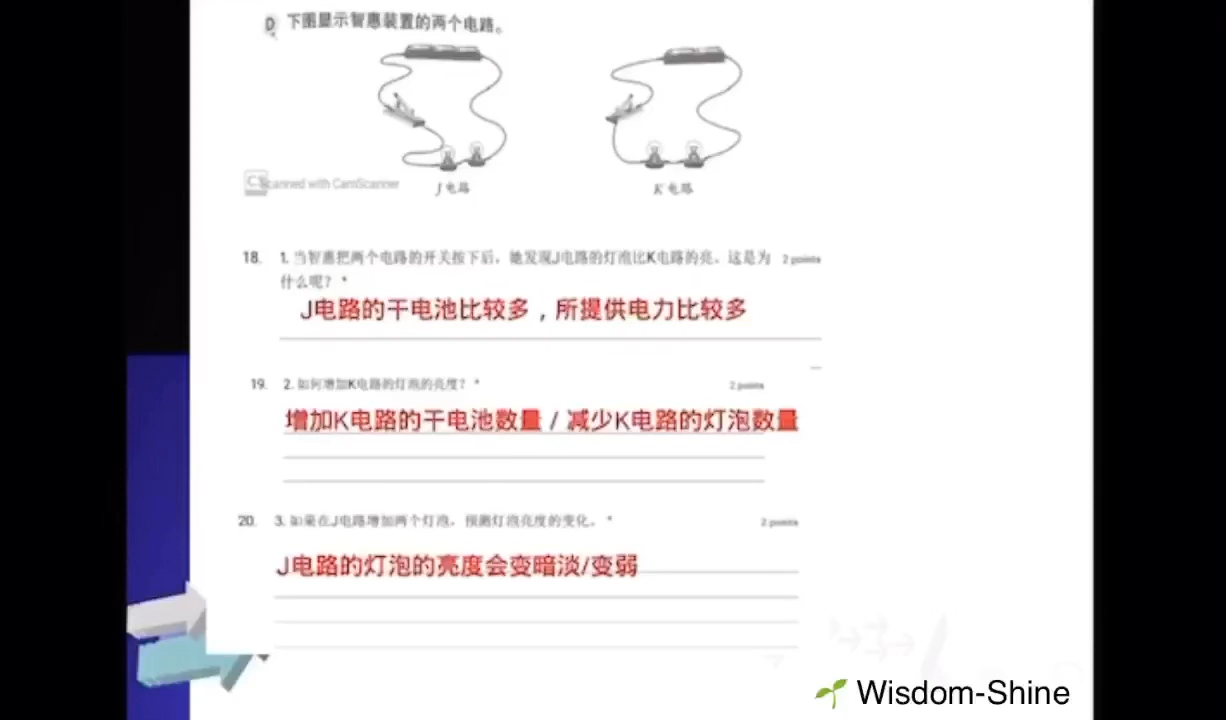 D 下图显示智惠装置的两个电路。
CS Scanned with CamScanner
J 电路
K 电路
18. 1. 当智惠把两个电路的开关按下后，她发现J电路的灯泡比K电路的亮。这是为 2 points
什么呢？ *
J电路的干电池比较多，所提供电力比较多
19. 2. 如何增加K电路的灯泡的亮度？ * 2 points
增加K电路的干电池数量 / 减少K电路的灯泡数量
20. 3. 如果在J电路增加两个灯泡，预测灯泡亮度的变化。 * 2 points
J电路的灯泡的亮度会变暗淡/变弱
Wisdom-Shine